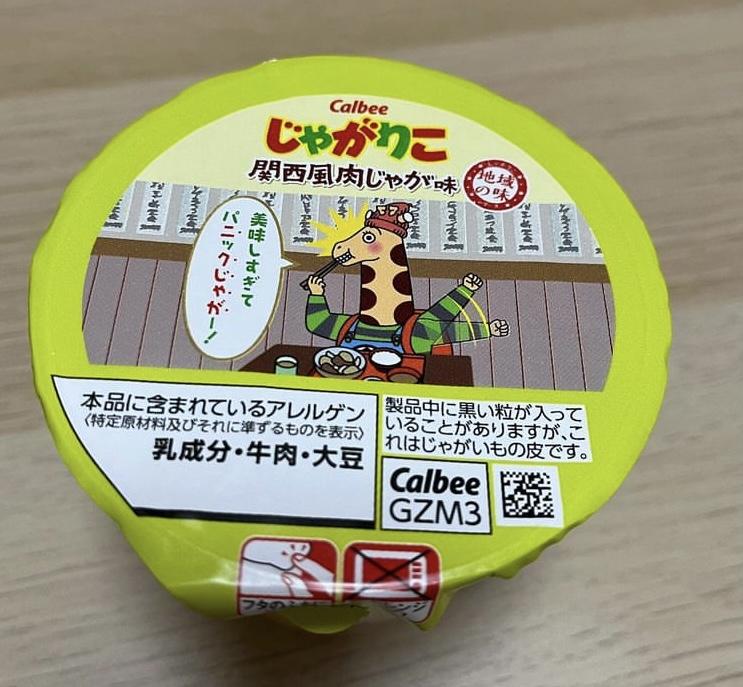 Calbee
じゃがりこ
関西風肉じゃが味
地域
の味
美味しすぎて
パニックじゃがー!
本品に含まれているアレルゲン
〈特定原材料及びそれに準ずるものを表示〉
乳成分・牛肉・大豆
製品中に黒い粒が入って
いることがありますが、こ
れはじゃがいもの皮です。
Calbee
GZM3
フタの
ンジ